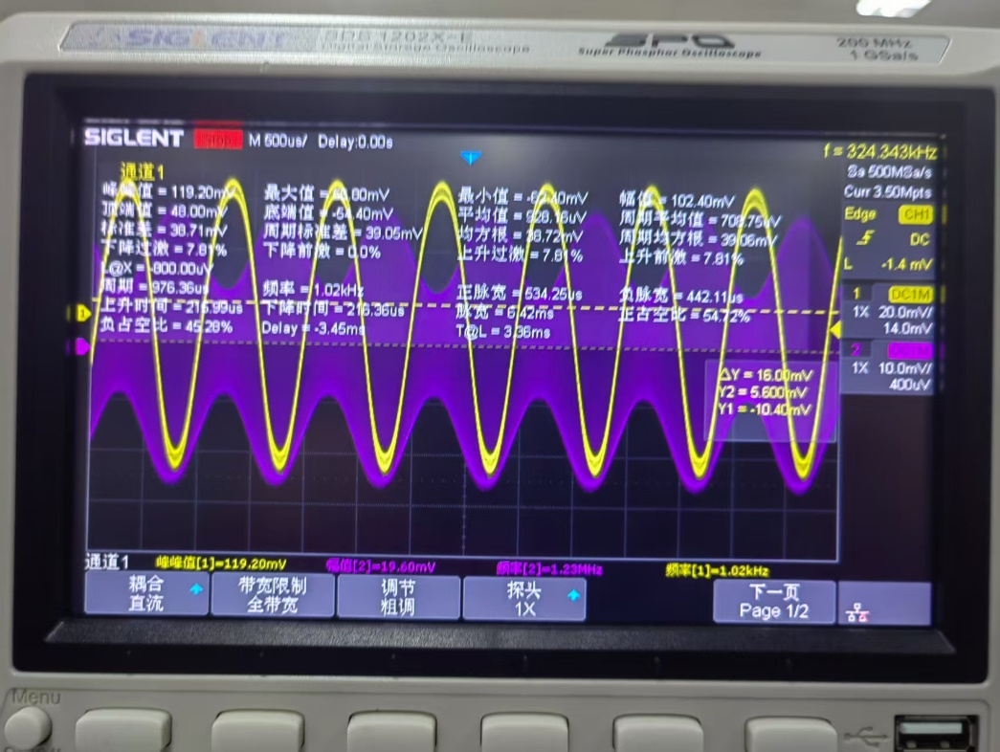 SIGLENT SDS 1202X-E SPO 200 MHz
Digital Storage Oscilloscope Super Phosphor Oscilloscope 1 GSa/s
SIGLENT Stop M 500us/ Delay:0.00s f = 324.343kHz
Sa 500MSa/s
Curr 3.50Mpts
通道1
峰峰值 = 119.20mV 最大值 = 最小值 = 幅值 = 102.40mV
顶端值 = 48.00mV 底端值 = -54.40mV 平均值 = 928.16uV 周期平均值 = 708.75uV
标准差 = 38.71mV 周期标准差 = 39.05mV 均方根 = 38.72mV 周期均方根 = 39.06mV
下降过激 = 7.81% 下降前激 = 0.0% 上升过激 = 7.81% 上升前激 = 7.81%
L@X = -800.00uV
周期 = 976.36us 频率 = 1.02kHz 正脉宽 = 534.25us 负脉宽 = 442.11us
上升时间 = 216.99us 下降时间 = 216.36us 脉宽 = 6.42ms 正占空比 = 54.72%
负占空比 = 45.28% Delay = -3.45ms T@L = 3.36ms
Edge CH1
DC
L -1.4 mV
1 DC1M
1X 20.0mV/
14.0mV
2 DC1M
1X 10.0mV/
400uV
ΔY = 16.00mV
Y2 = 5.600mV
Y1 = -10.40mV
1
通道1 峰峰值[1]=119.20mV 幅值[2]=19.60mV 频率[2]=1.23MHz 频率[1]=1.02kHz
耦合 带宽限制 调节 探头 下一页
直流 全带宽 粗调 1X Page 1/2
Menu